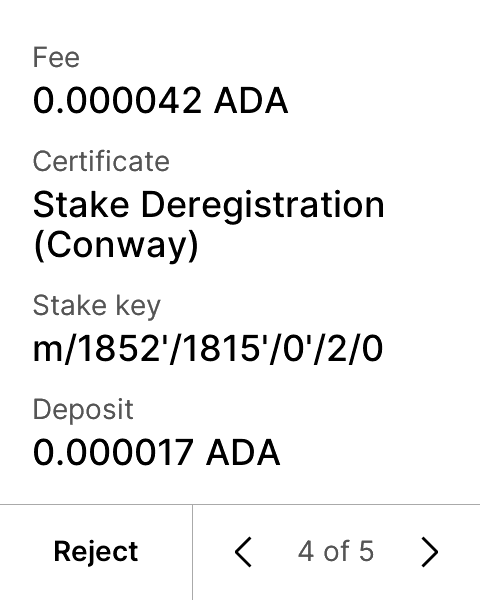 Fee
0.000042 ADA
Certificate
Stake Deregistration
(Conway)
Stake key
m/1852'/1815'/0'/2/0
Deposit
0.000017 ADA
Reject
4 of 5